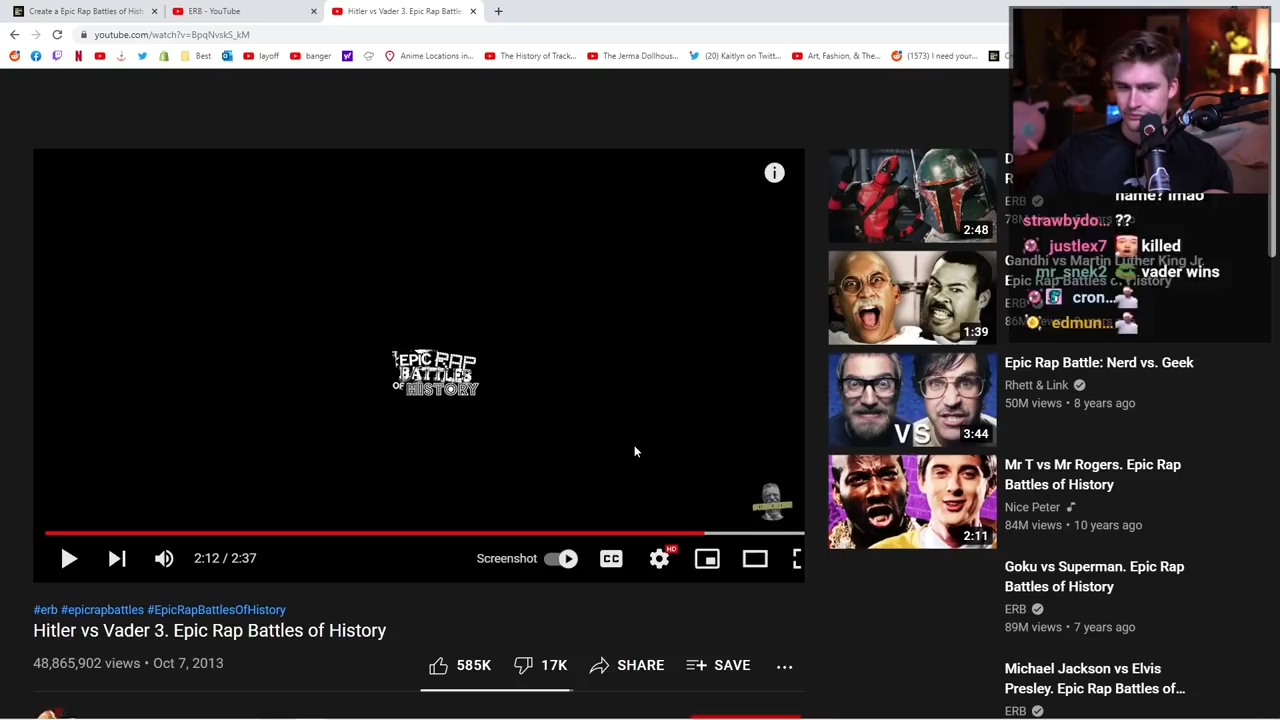 Create a Epic Rap Battles of Hist
ERB - YouTube
Hitler vs Vader 3. Epic Rap Battle
youtube.com/watch?v=BpqNvskS_kM
Best
layoff
banger
Anime Locations in...
The History of Track...
The Jerma Dollhous...
(20) Kaitlyn on Twitt...
Art, Fashion, & The...
(1573) I need your...
EPIC RAP
BATTLES
OF HISTORY
2:12 / 2:37
Screenshot
CC
HD
#erb #epicrapbattles #EpicRapBattlesOfHistory
Hitler vs Vader 3. Epic Rap Battles of History
48,865,902 views • Oct 7, 2013
585K
17K
SHARE
SAVE
2:48
ERB
name? lmao
strawbydo... ??
justlex7 killed
mr_snek2 vader wins
cron...
edmun...
1:39
Gandhi vs Martin Luther King Jr.
Epic Rap Battles of History
ERB
VS
3:44
Epic Rap Battle: Nerd vs. Geek
Rhett & Link
50M views • 8 years ago
2:11
Mr T vs Mr Rogers. Epic Rap
Battles of History
Nice Peter
84M views • 10 years ago
Goku vs Superman. Epic Rap
Battles of History
ERB
89M views • 7 years ago
Michael Jackson vs Elvis
Presley. Epic Rap Battles of...
ERB